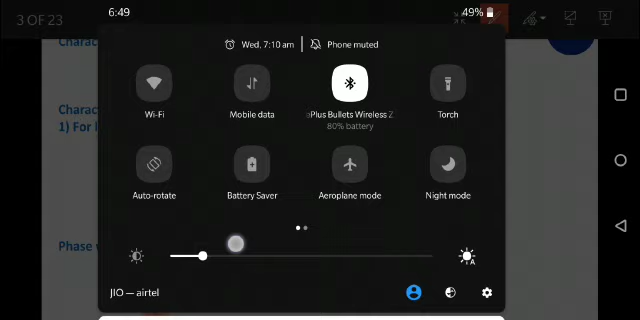 3 OF 23
6:49
49%
Wed, 7:10 am
Phone muted
Charac
Wi-Fi
Mobile data
ePlus Bullets Wireless Z
80% battery
Torch
Charac
1) For
Auto-rotate
Battery Saver
Aeroplane mode
Night mode
Phase
A
JIO — airtel